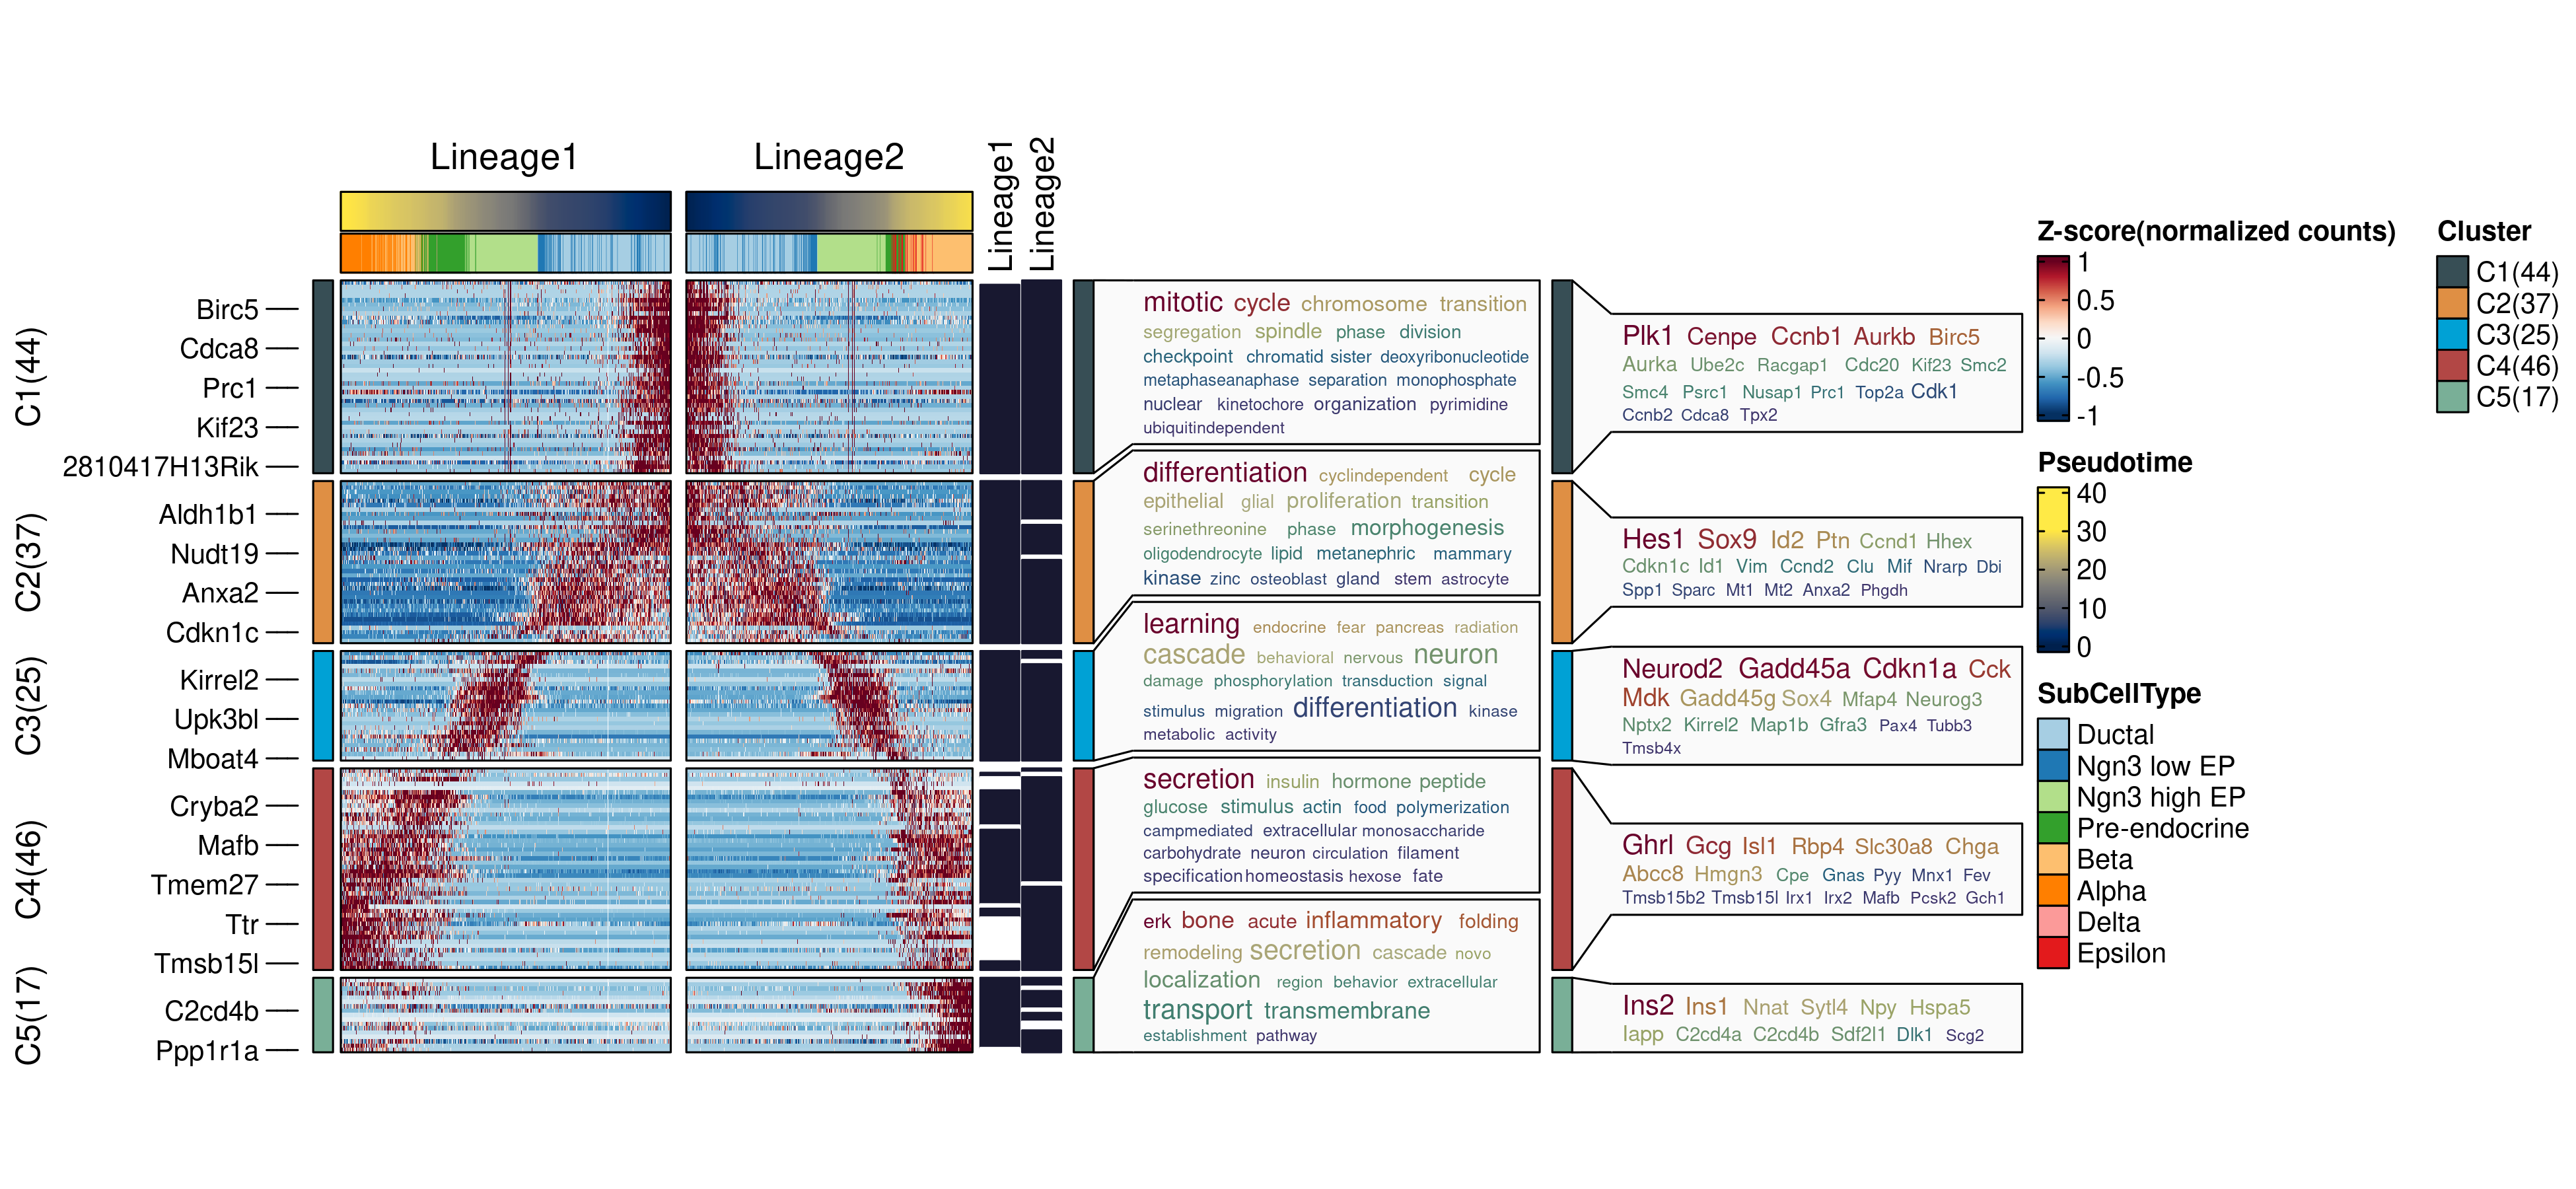 Lineage1
Lineage2
Lineage1
Lineage2
C1(44)
Birc5
Cdca8
Prc1
Kif23
2810417H13Rik
C2(37)
Aldh1b1
Nudt19
Anxa2
Cdkn1c
C3(25)
Kirrel2
Upk3bl
Mboat4
C4(46)
Cryba2
Mafb
Tmem27
Ttr
Tmsb15l
C5(17)
C2cd4b
Ppp1r1a
mitotic cycle chromosome transition
segregation spindle phase division
checkpoint chromatid sister deoxyribonucleotide
metaphaseanaphase separation monophosphate
nuclear kinetochore organization pyrimidine
ubiquitindependent
differentiation cyclindependent cycle
epithelial glial proliferation transition
serinethreonine phase morphogenesis
oligodendrocyte lipid metanephric mammary
kinase zinc osteoblast gland stem astrocyte
learning endocrine fear pancreas radiation
cascade behavioral nervous neuron
damage phosphorylation transduction signal
stimulus migration differentiation kinase
metabolic activity
secretion insulin hormone peptide
glucose stimulus actin food polymerization
campmediated extracellular monosaccharide
carbohydrate neuron circulation filament
specification homeostasis hexose fate
erk bone acute inflammatory folding
remodeling secretion cascade novo
localization region behavior extracellular
transport transmembrane
establishment pathway
Plk1 Cenpe Ccnb1 Aurkb Birc5
Aurka Ube2c Racgap1 Cdc20 Kif23 Smc2
Smc4 Psrc1 Nusap1 Prc1 Top2a Cdk1
Ccnb2 Cdca8 Tpx2
Hes1 Sox9 Id2 Ptn Ccnd1 Hhex
Cdkn1c Id1 Vim Ccnd2 Clu Mif Nrarp Dbi
Spp1 Sparc Mt1 Mt2 Anxa2 Phgdh
Neurod2 Gadd45a Cdkn1a Cck
Mdk Gadd45g Sox4 Mfap4 Neurog3
Nptx2 Kirrel2 Map1b Gfra3 Pax4 Tubb3
Tmsb4x
Ghrl Gcg Isl1 Rbp4 Slc30a8 Chga
Abcc8 Hmgn3 Cpe Gnas Pyy Mnx1 Fev
Tmsb15b2 Tmsb15l Irx1 Irx2 Mafb Pcsk2 Gch1
Ins2 Ins1 Nnat Sytl4 Npy Hspa5
Iapp C2cd4a C2cd4b Sdf2l1 Dlk1 Scg2
Z-score(normalized counts)
1
0.5
0
-0.5
-1
Pseudotime
40
30
20
10
0
SubCellType
Ductal
Ngn3 low EP
Ngn3 high EP
Pre-endocrine
Beta
Alpha
Delta
Epsilon
Cluster
C1(44)
C2(37)
C3(25)
C4(46)
C5(17)